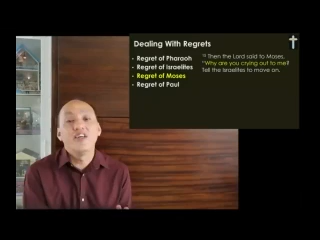 Dealing With Regrets
- Regret of Pharaoh
- Regret of Israelites
- Regret of Moses
- Regret of Paul
¹⁵ Then the Lord said to Moses,
"Why are you crying out to me?
Tell the Israelites to move on.